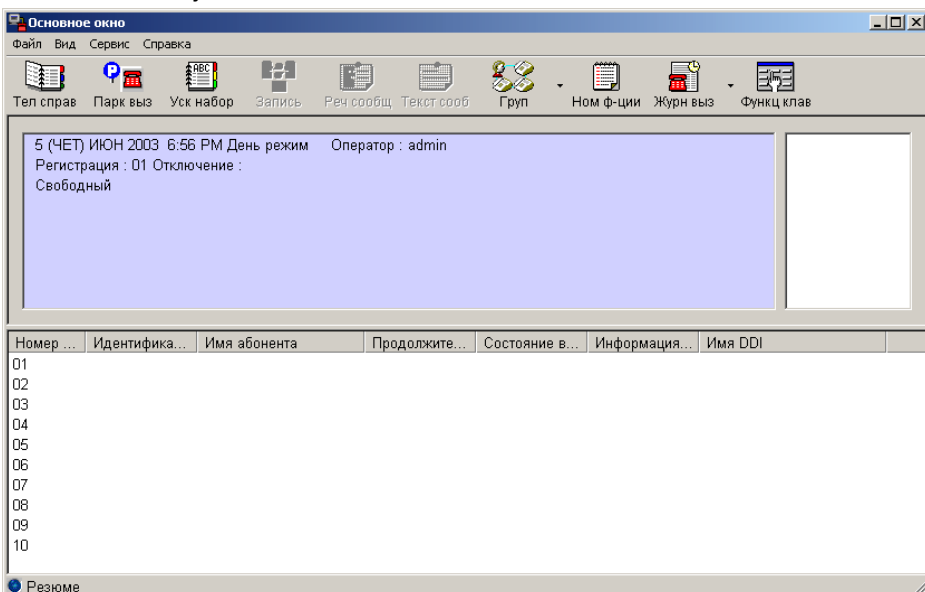 Основное окно
Файл Вид Сервис Справка
ABC
Тел справ Парк выз Уск набор Запись Реч сообщ Текст сооб Груп Ном ф-ции Журн выз Функц клав
5 (ЧЕТ) ИЮН 2003 6:56 PM День режим Оператор : admin
Регистрация : 01 Отключение :
Свободный
Номер ... Идентифика... Имя абонента Продолжите... Состояние в... Информация... Имя DDI
01
02
03
04
05
06
07
08
09
10
Резюме